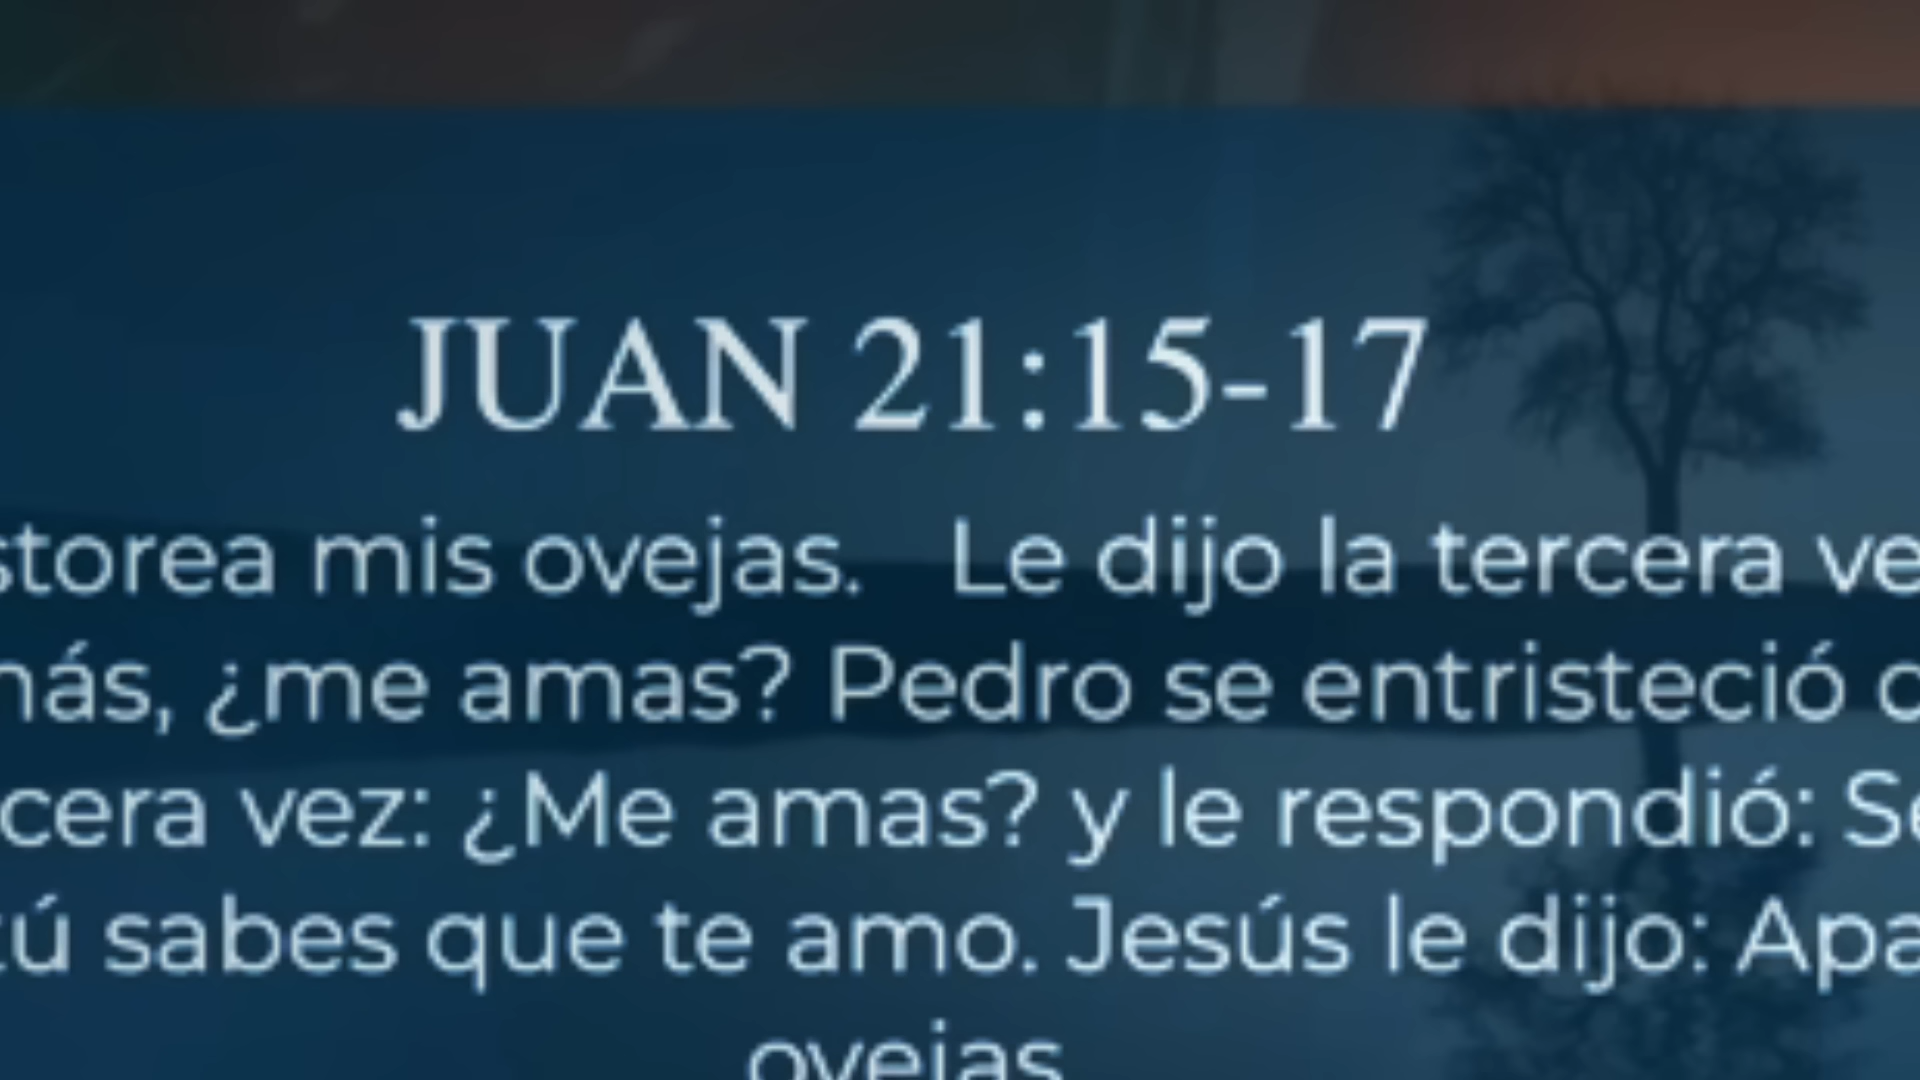 JUAN 21:15-17
storea mis ovejas. Le dijo la tercera ve
más, ¿me amas? Pedro se entristeció
cera vez: ¿Me amas? y le respondió: Se
tú sabes que te amo. Jesús le dijo: Apa
ovejas